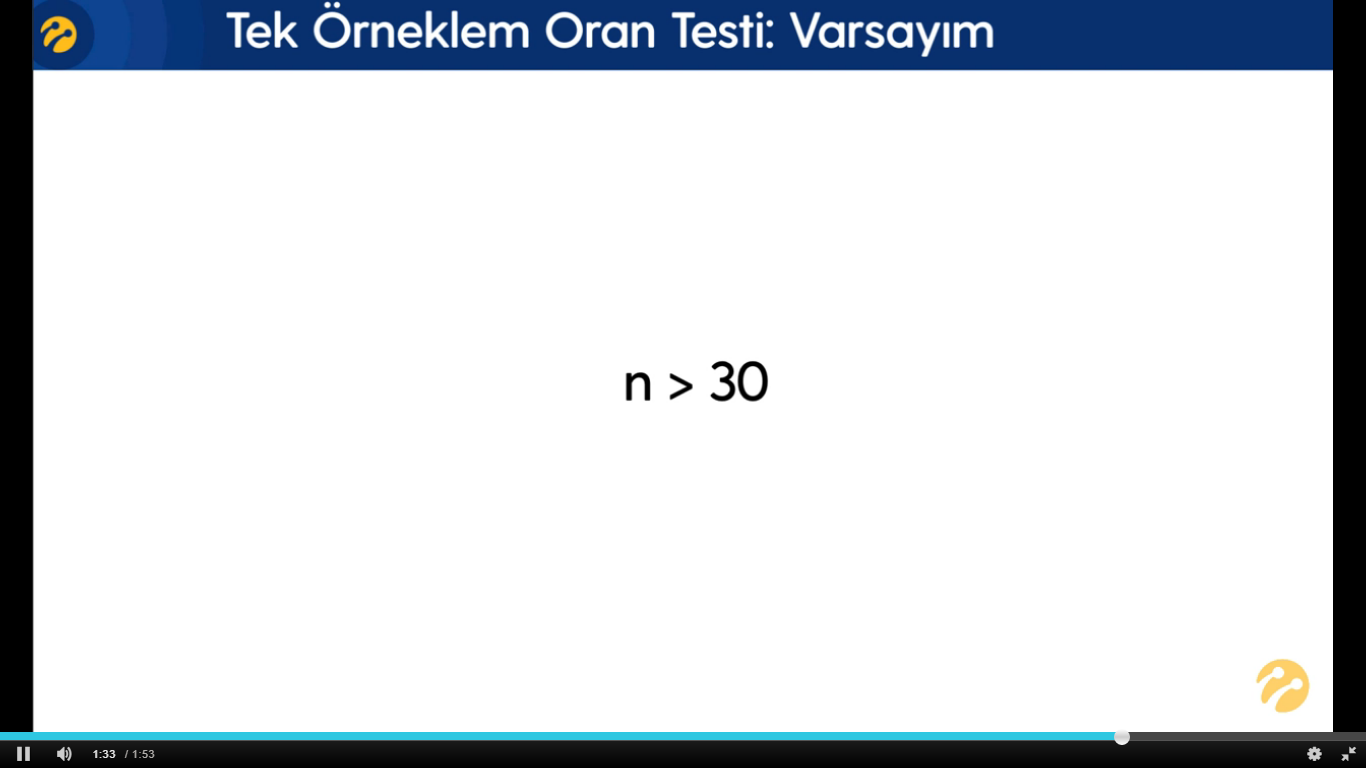 Tek Örneklem Oran Testi: Varsayım
n > 30
1:33 / 1:53